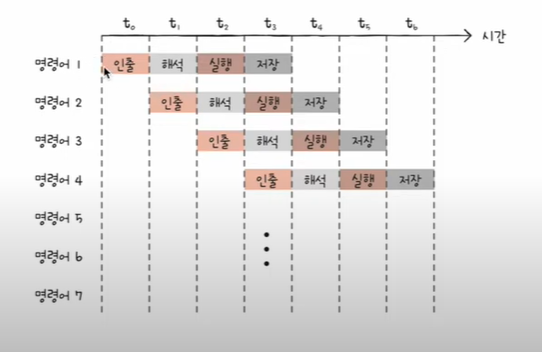 t₀ t₁ t₂ t₃ t₄ t₅ t₆
시간
명령어 1 인출 해석 실행 저장
명령어 2 인출 해석 실행 저장
명령어 3 인출 해석 실행 저장
명령어 4 인출 해석 실행 저장
명령어 5
명령어 6
명령어 7